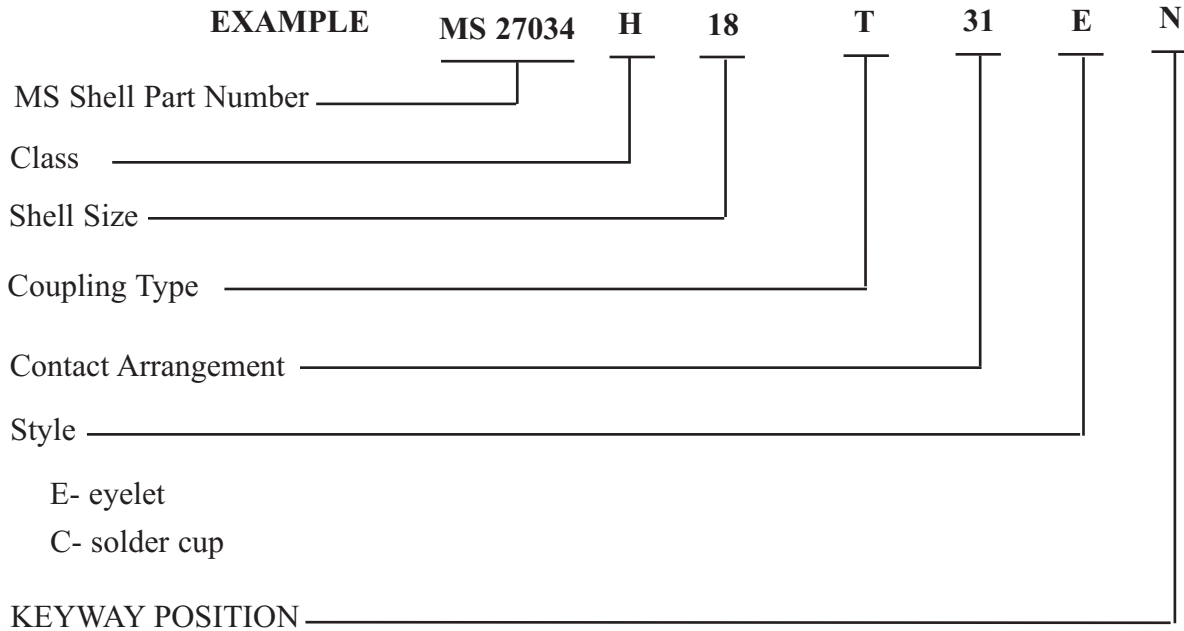 EXAMPLE MS 27034 H 18 T 31 E N
MS Shell Part Number
Class
Shell Size
Coupling Type
Contact Arrangement
Style
E- eyelet
C- solder cup
KEYWAY POSITION